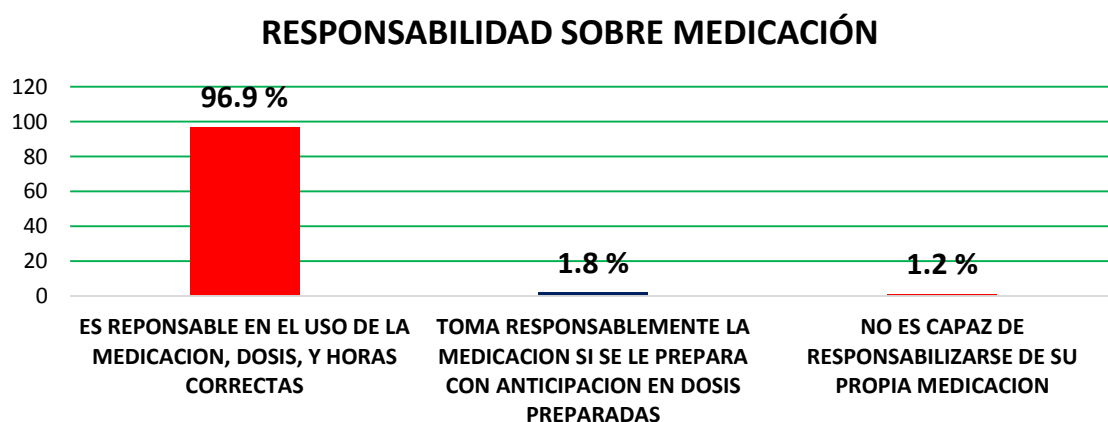 RESPONSABILIDAD SOBRE MEDICACIÓN
120
100
80
60
40
20
0
96.9 %
1.8 %
1.2 %
ES REPONSABLE EN EL USO DE LA
MEDICACION, DOSIS, Y HORAS
CORRECTAS
TOMA RESPONSABLEMENTE LA
MEDICACION SI SE LE PREPARA
CON ANTICIPACION EN DOSIS
PREPARADAS
NO ES CAPAZ DE
RESPONSABILIZARSE DE SU
PROPIA MEDICACION